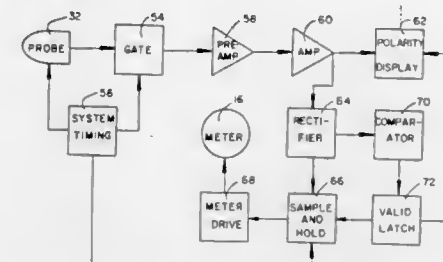 32
PROBE
54
GATE
58
PRE
AMP
60
AMP
62
POLARITY
DISPLAY
56
SYSTEM
TIMING
16
METER
64
RECTI-
FIER
70
COMPAR-
ATOR
68
METER
DRIVE
66
SAMPLE
AND
HOLD
72
VALID
LATCH